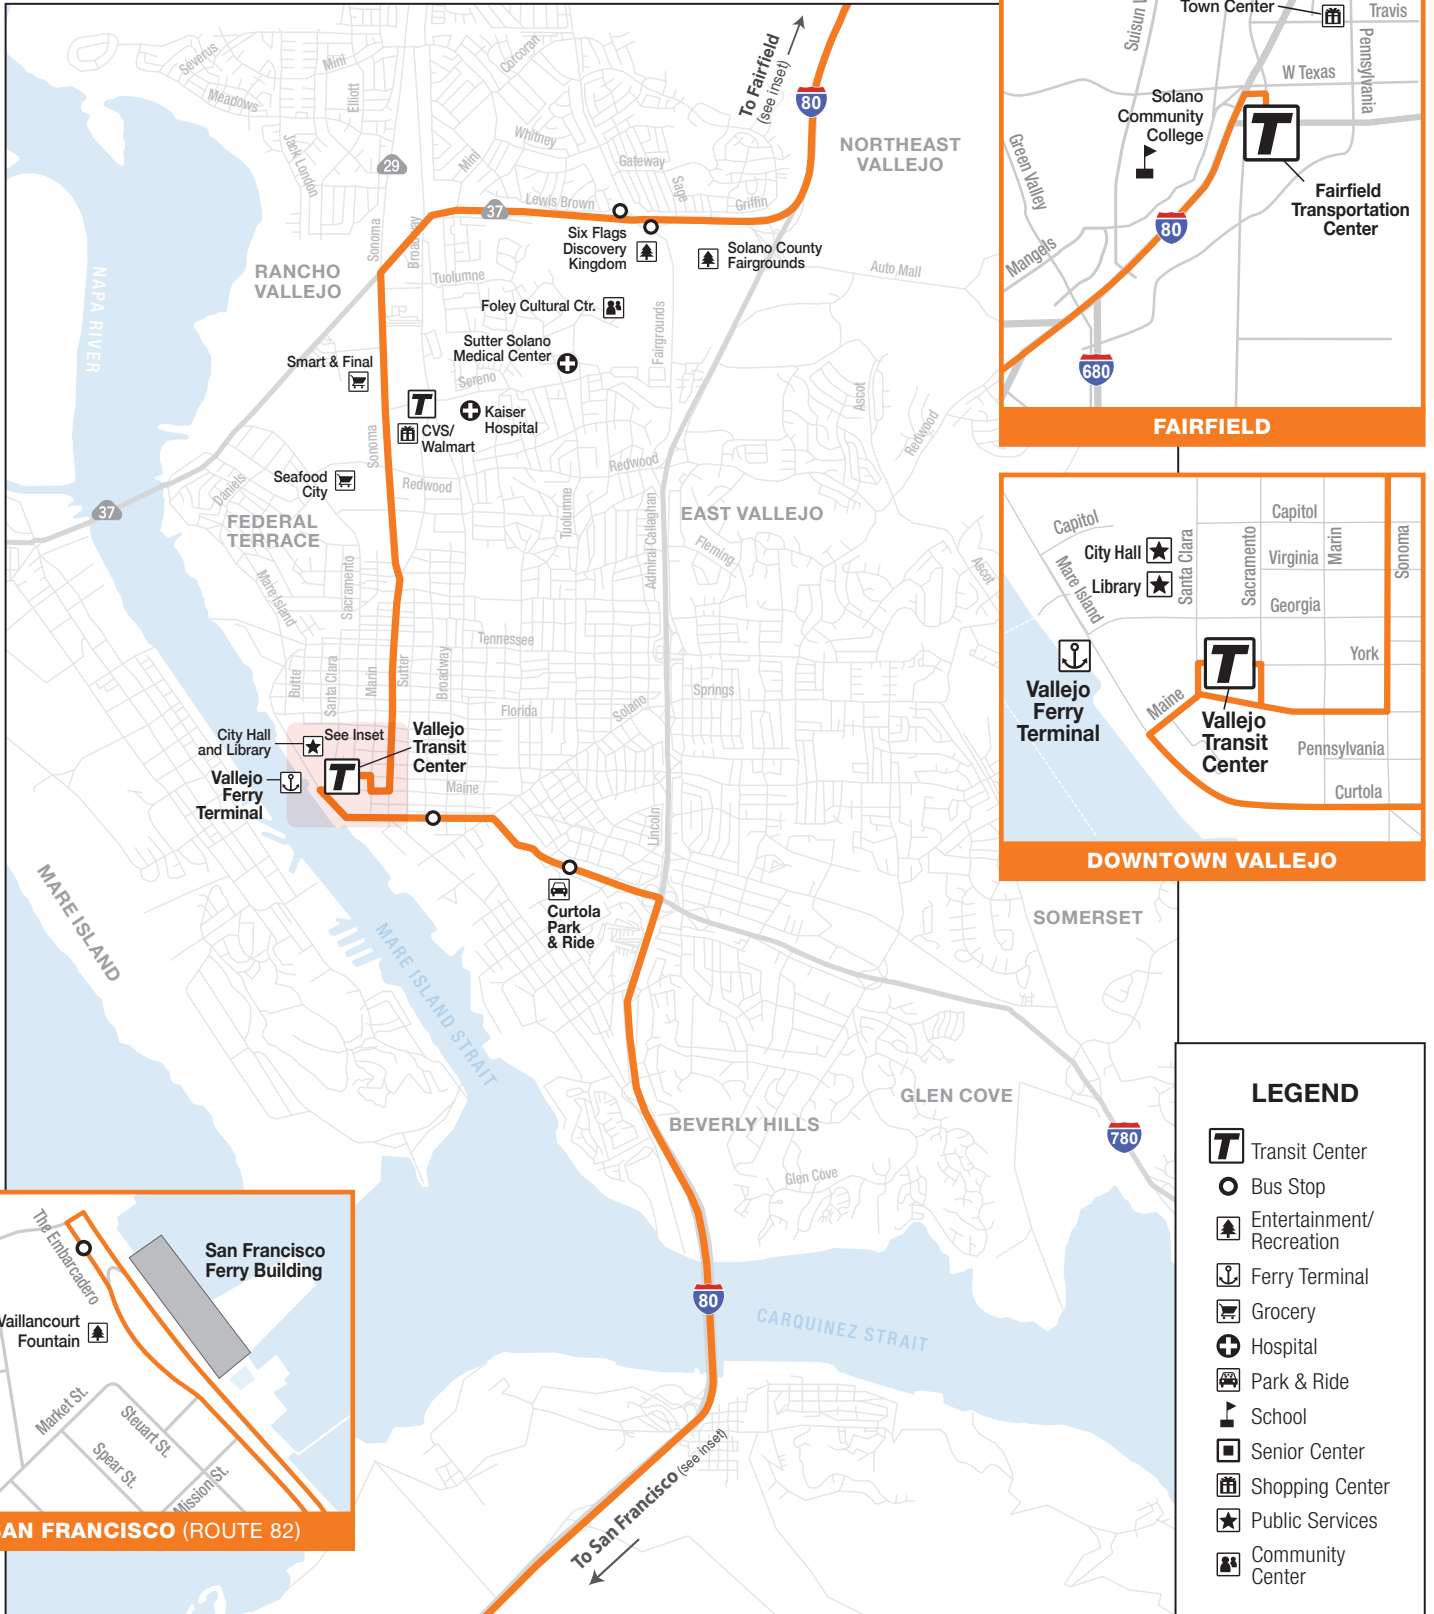 Severus
Meadows
Mini
Elliott
Jack London
Corcoran
Whitney
Mini
29
Gateway
Sage
Griffin
Lewis Brown
37
To Fairfield
(see inset)
80
NORTHEAST
VALLEJO
Sonoma
Broadway
Six Flags
Discovery
Kingdom
Solano County
Fairgrounds
Auto Mall
RANCHO
VALLEJO
Tuolumne
NAPA RIVER
Foley Cultural Ctr.
Fairgrounds
Sutter Solano
Medical Center
Smart & Final
Sereno
T
Kaiser
Hospital
CVS/
Walmart
Ascot
Redwood
Sonoma
Seafood
City
Redwood
Redwood
Daniels
37
FEDERAL
TERRACE
Tuolumne
Admiral Callaghan
EAST VALLEJO
Fleming
Ascot
Mare Island
Sacramento
Tennessee
Butte
Santa Clara
Marin
Sutter
Broadway
Springs
Florida
Solano
City Hall
and Library
See Inset
Vallejo
Transit
Center
T
Vallejo
Ferry
Terminal
Maine
Lincoln
Curtola
Park
& Ride
MARE ISLAND
MARE ISLAND STRAIT
SOMERSET
GLEN COVE
BEVERLY HILLS
Glen Cove
780
80
CARQUINEZ STRAIT
To San Francisco (see inset)
Town Center
Travis
Suisun V
Pennsylvania
W Texas
Solano
Community
College
T
Green Valley
Fairfield
Transportation
Center
80
Mangels
680
FAIRFIELD
Capitol
Capitol
City Hall
Library
Mare Island
Santa Clara
Sacramento
Virginia
Marin
Sonoma
Georgia
York
T
Vallejo
Ferry
Terminal
Maine
Vallejo
Transit
Center
Pennsylvania
Curtola
DOWNTOWN VALLEJO
The Embarcadero
San Francisco
Ferry Building
Vaillancourt
Fountain
Market St.
Steuart St.
Spear St.
Mission St.
SAN FRANCISCO (ROUTE 82)
LEGEND
T Transit Center
Bus Stop
Entertainment/
Recreation
Ferry Terminal
Grocery
Hospital
Park & Ride
School
Senior Center
Shopping Center
Public Services
Community
Center